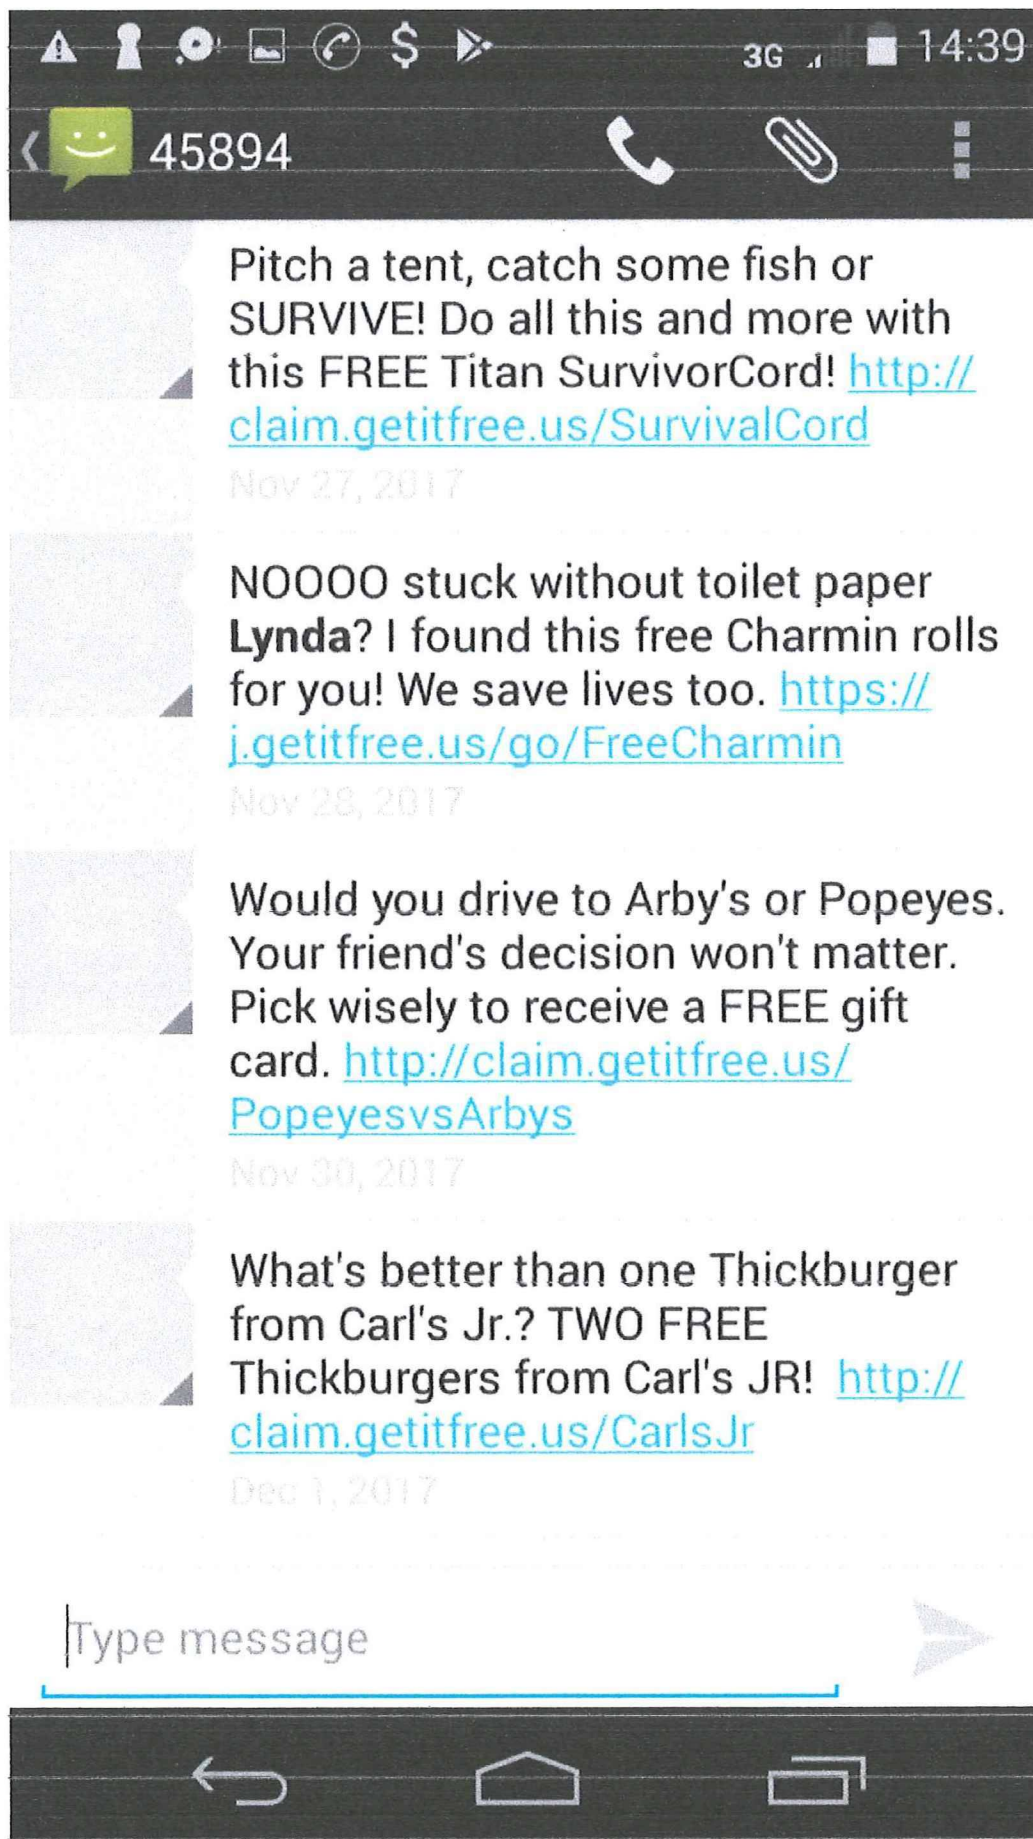 3G 14:39
45894
Pitch a tent, catch some fish or
SURVIVE! Do all this and more with
this FREE Titan SurvivorCord! http://
claim.getitfree.us/SurvivalCord
Nov 27, 2017
NOOOO stuck without toilet paper
Lynda? I found this free Charmin rolls
for you! We save lives too. https://
j.getitfree.us/go/FreeCharmin
Nov 28, 2017
Would you drive to Arby's or Popeyes.
Your friend's decision won't matter.
Pick wisely to receive a FREE gift
card. http://claim.getitfree.us/
PopeyesvsArbys
Nov 30, 2017
What's better than one Thickburger
from Carl's Jr.? TWO FREE
Thickburgers from Carl's JR! http://
claim.getitfree.us/CarlsJr
Dec 1, 2017
Type message